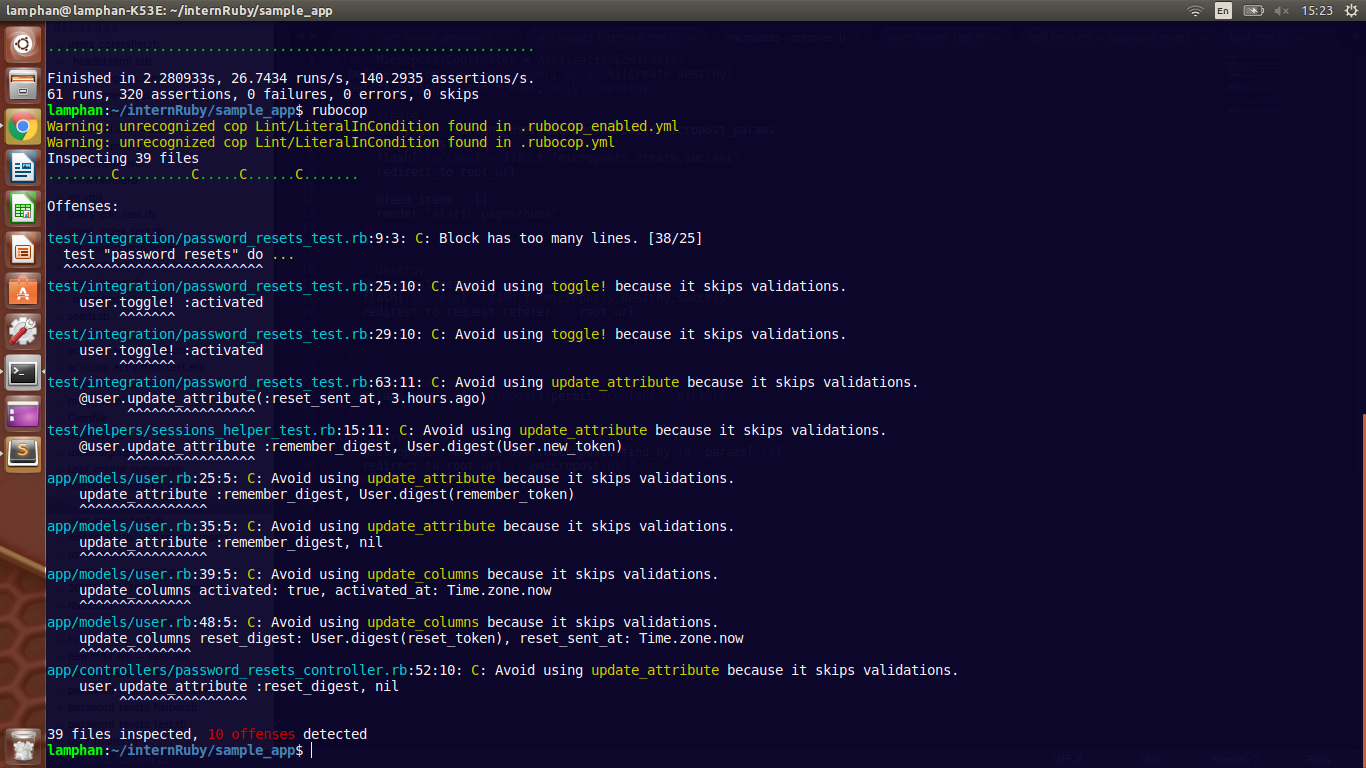 lamphan@lamphan-K53E: ~/internRuby/sample_app
En
15:23
............................................................
Finished in 2.280933s, 26.7434 runs/s, 140.2935 assertions/s.
61 runs, 320 assertions, 0 failures, 0 errors, 0 skips
lamphan:~/internRuby/sample_app$ rubocop
Warning: unrecognized cop Lint/LiteralInCondition found in .rubocop_enabled.yml
Warning: unrecognized cop Lint/LiteralInCondition found in .rubocop.yml
Inspecting 39 files
........C.........C.....C......C.......
Offenses:
test/integration/password_resets_test.rb:9:3: C: Block has too many lines. [38/25]
  test "password resets" do ...
  ^^^^^^^^^^^^^^^^^^^^^^^^^
test/integration/password_resets_test.rb:25:10: C: Avoid using toggle! because it skips validations.
    user.toggle! :activated
         ^^^^^^^
test/integration/password_resets_test.rb:29:10: C: Avoid using toggle! because it skips validations.
    user.toggle! :activated
         ^^^^^^^
test/integration/password_resets_test.rb:63:11: C: Avoid using update_attribute because it skips validations.
    @user.update_attribute(:reset_sent_at, 3.hours.ago)
          ^^^^^^^^^^^^^^^^
test/helpers/sessions_helper_test.rb:15:11: C: Avoid using update_attribute because it skips validations.
    @user.update_attribute :remember_digest, User.digest(User.new_token)
          ^^^^^^^^^^^^^^^^
app/models/user.rb:25:5: C: Avoid using update_attribute because it skips validations.
    update_attribute :remember_digest, User.digest(remember_token)
    ^^^^^^^^^^^^^^^^
app/models/user.rb:35:5: C: Avoid using update_attribute because it skips validations.
    update_attribute :remember_digest, nil
    ^^^^^^^^^^^^^^^^
app/models/user.rb:39:5: C: Avoid using update_columns because it skips validations.
    update_columns activated: true, activated_at: Time.zone.now
    ^^^^^^^^^^^^^^
app/models/user.rb:48:5: C: Avoid using update_columns because it skips validations.
    update_columns reset_digest: User.digest(reset_token), reset_sent_at: Time.zone.now
    ^^^^^^^^^^^^^^
app/controllers/password_resets_controller.rb:52:10: C: Avoid using update_attribute because it skips validations.
    user.update_attribute :reset_digest, nil
         ^^^^^^^^^^^^^^^^
39 files inspected, 10 offenses detected
lamphan:~/internRuby/sample_app$